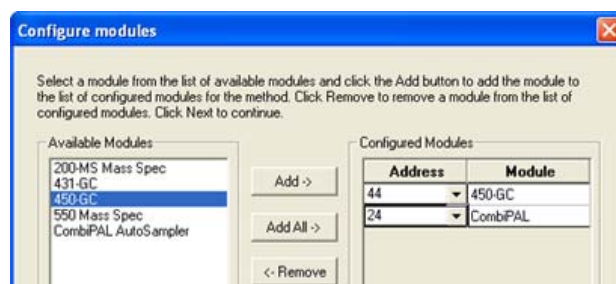 Configure modules
Select a module from the list of available modules and click the Add button to add the module to
the list of configured modules for the method. Click Remove to remove a module from the list of
configured modules. Click Next to continue.
Available Modules
200-MS Mass Spec
431-GC
450-GC
550 Mass Spec
CombiPAL AutoSampler
Add ->
Add All ->
<- Remove
Configured Modules
Address Module
44 450-GC
24 CombiPAL